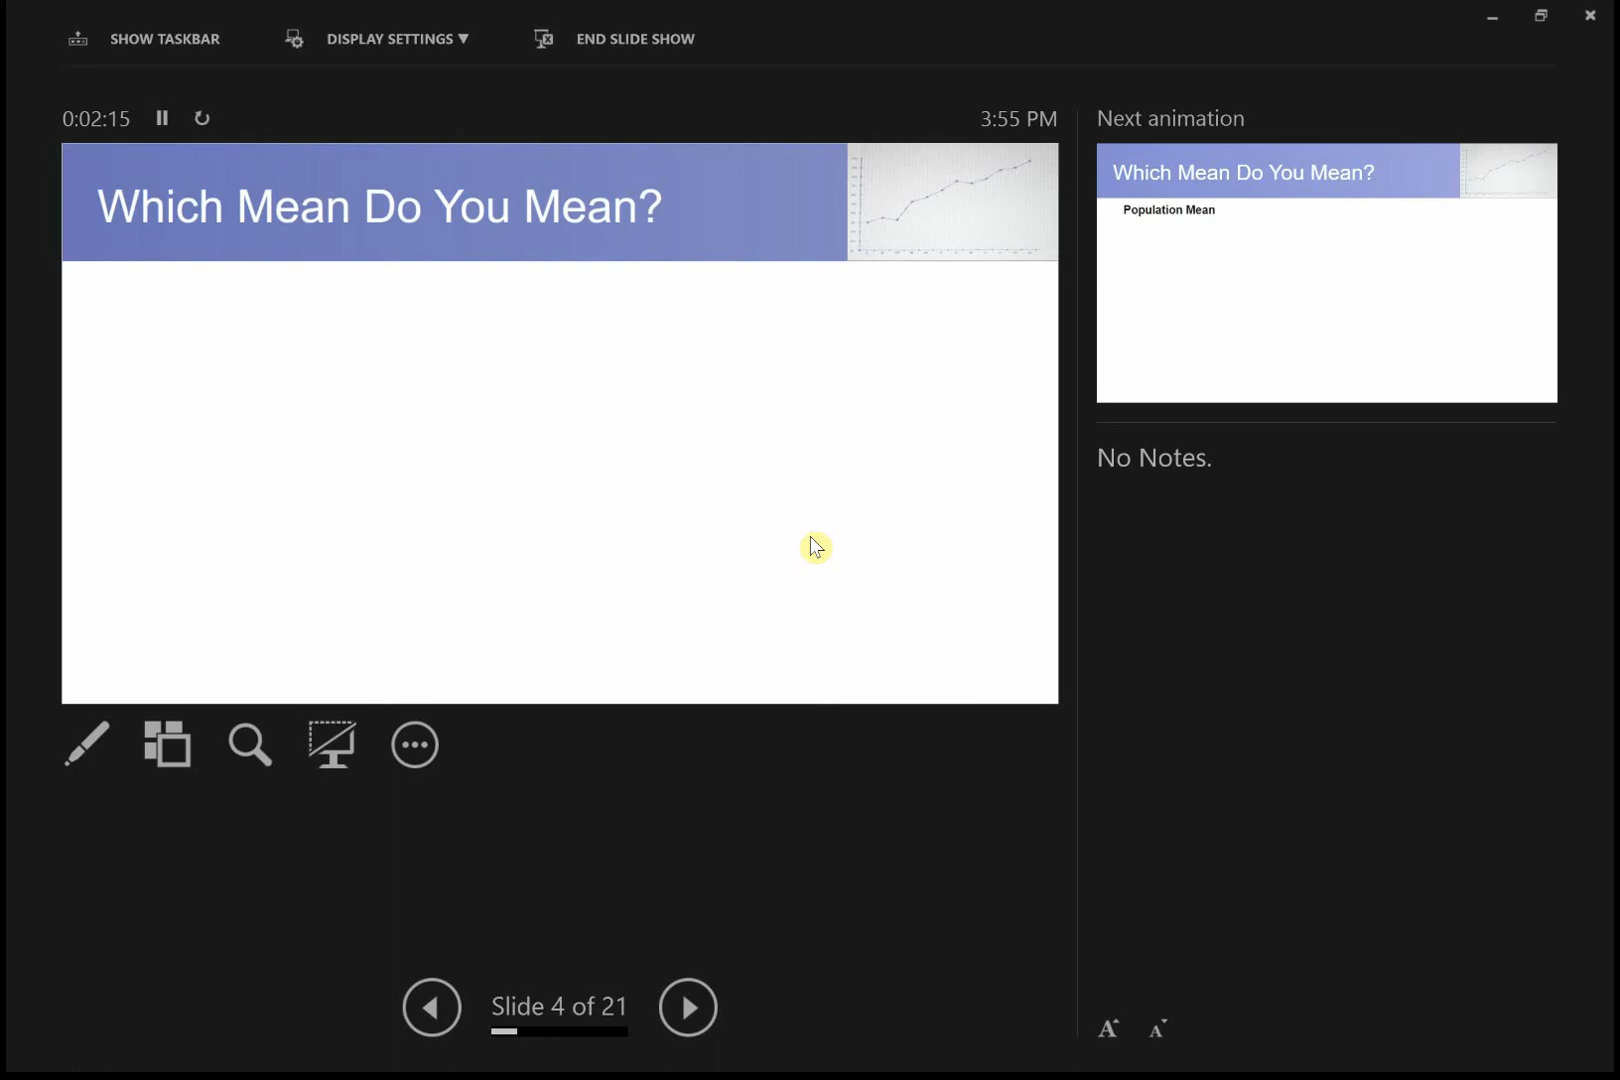 SHOW TASKBAR
DISPLAY SETTINGS ▼
END SLIDE SHOW
0:02:15
3:55 PM
Next animation
Which Mean Do You Mean?
Which Mean Do You Mean?
Population Mean
No Notes.
Slide 4 of 21
A A